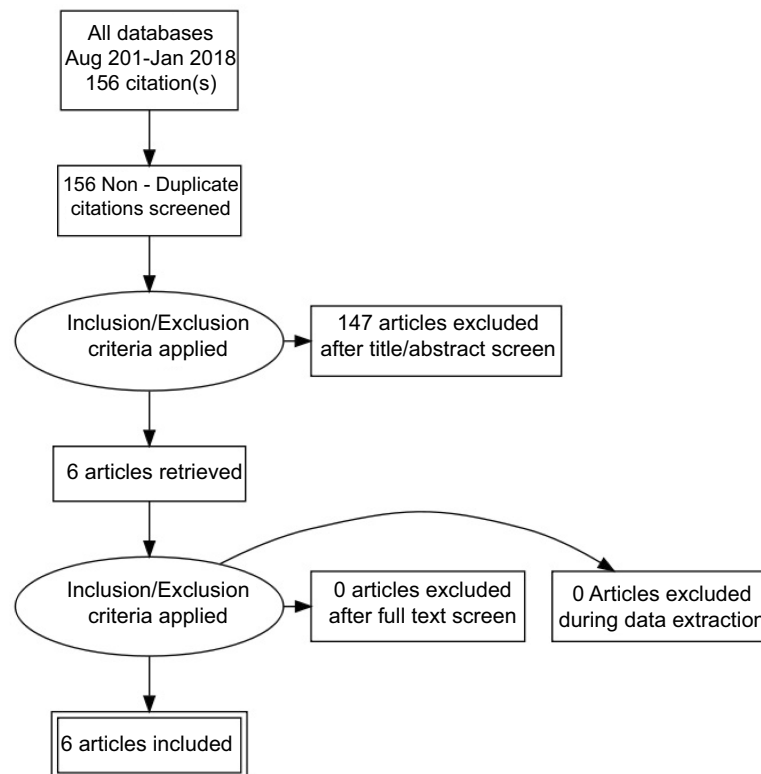 All databases
Aug 201-Jan 2018
156 citation(s)
156 Non - Duplicate
citations screened
Inclusion/Exclusion
criteria applied
147 articles excluded
after title/abstract screen
6 articles retrieved
Inclusion/Exclusion
criteria applied
0 articles excluded
after full text screen
0 Articles excluded
during data extraction
6 articles included